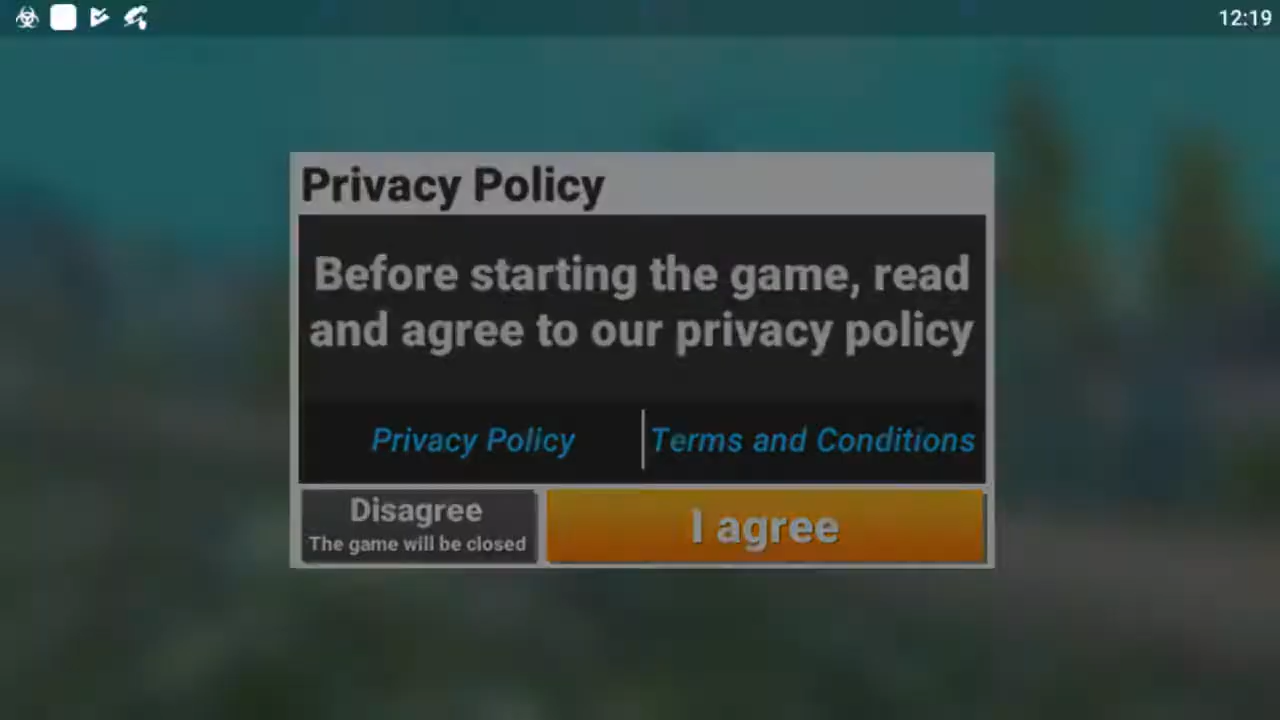 12:19
Privacy Policy
Before starting the game, read
and agree to our privacy policy
Privacy Policy
Terms and Conditions
Disagree
The game will be closed
I agree